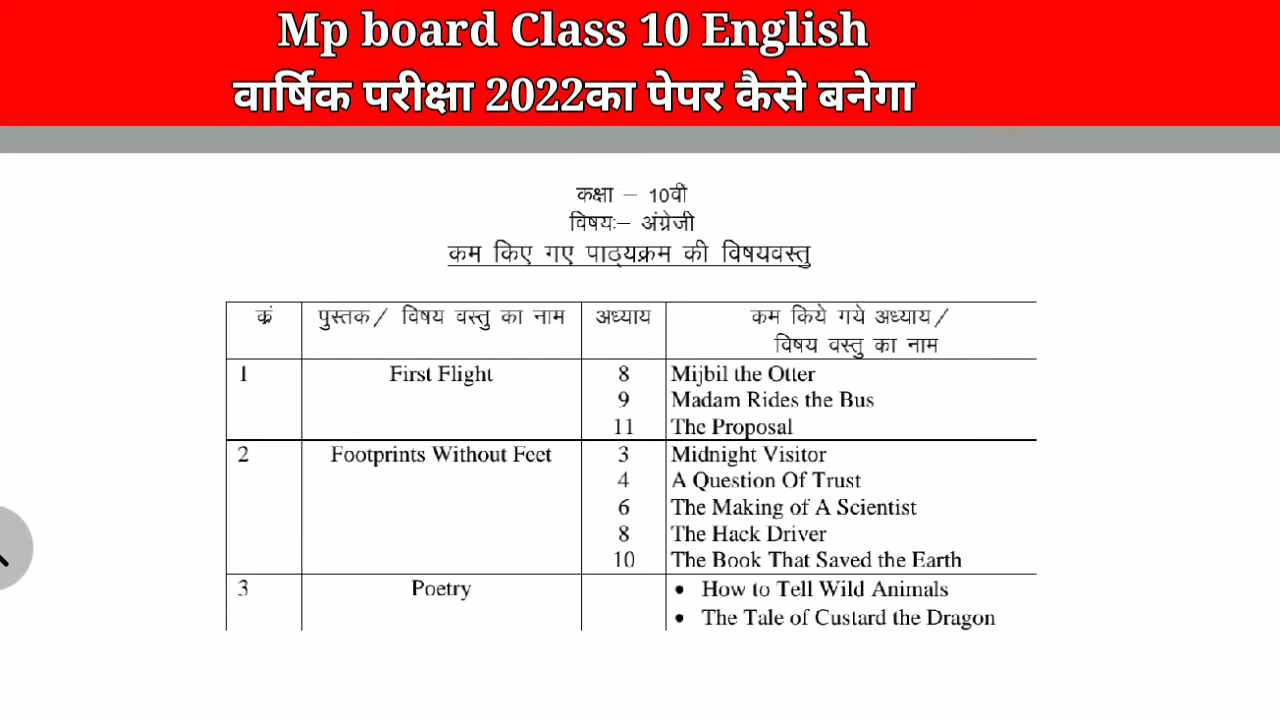 Mp board Class 10 English
वार्षिक परीक्षा 2022का पेपर कैसे बनेगा
कक्षा – 10वी
विषयः– अंग्रेजी
कम किए गए पाठ्यक्रम की विषयवस्तु
क्रं पुस्तक/ विषय वस्तु का नाम अध्याय कम किये गये अध्याय/
विषय वस्तु का नाम
1 First Flight 8 Mijbil the Otter
9 Madam Rides the Bus
11 The Proposal
2 Footprints Without Feet 3 Midnight Visitor
4 A Question Of Trust
6 The Making of A Scientist
8 The Hack Driver
10 The Book That Saved the Earth
3 Poetry • How to Tell Wild Animals
• The Tale of Custard the Dragon